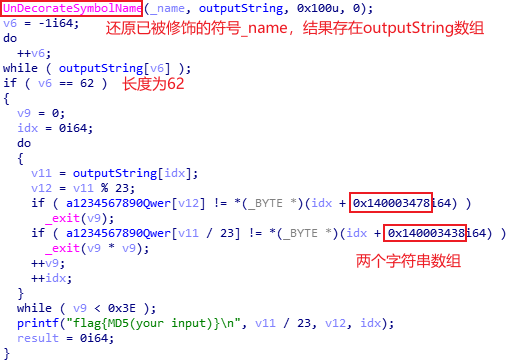 UnDecorateSymbolName(_name, outputString, 0x100u, 0);
v6 = -1i64;
还原已被修饰的符号_name，结果存在outputString数组
do
++v6;
while ( outputString[v6] );
if ( v6 == 62 ) 长度为62
{
v9 = 0;
idx = 0i64;
do
{
v11 = outputString[idx];
v12 = v11 % 23;
if ( a1234567890Qwer[v12] != *(_BYTE *)(idx + 0x140003478i64) )
_exit(v9);
if ( a1234567890Qwer[v11 / 23] != *(_BYTE *)(idx + 0x140003438i64) )
_exit(v9 * v9);
两个字符串数组
++v9;
++idx;
}
while ( v9 < 0x3E );
printf("flag{MD5(your input)}\n", v11 / 23, v12, idx);
result = 0i64;
}